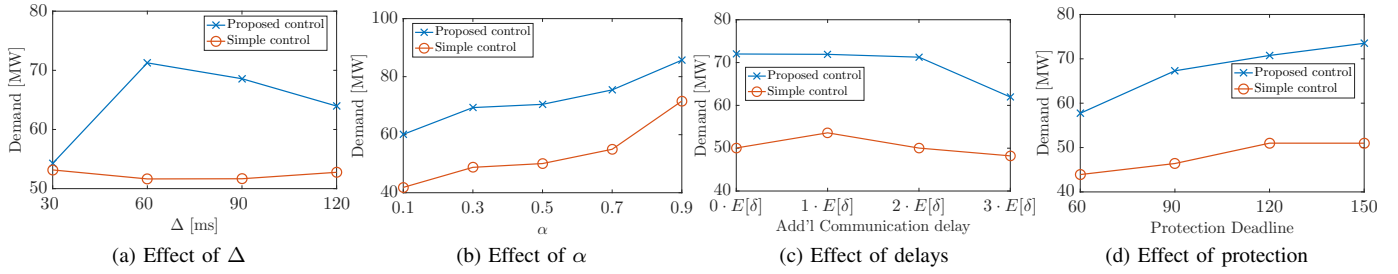 80
70
60
50
Demand [MW]
Proposed control
Simple control
30
60
90
120
Δ [ms]
(a) Effect of Δ
100
80
60
40
Demand [MW]
Proposed control
Simple control
0.1
0.3
0.5
0.7
0.9
α
(b) Effect of α
80
70
60
50
40
Demand [MW]
Proposed control
Simple control
0 · E[δ]
1 · E[δ]
2 · E[δ]
3 · E[δ]
Add'l Communication delay
(c) Effect of delays
80
70
60
50
40
Demand [MW]
Proposed control
Simple control
60
90
120
150
Protection Deadline
(d) Effect of protection